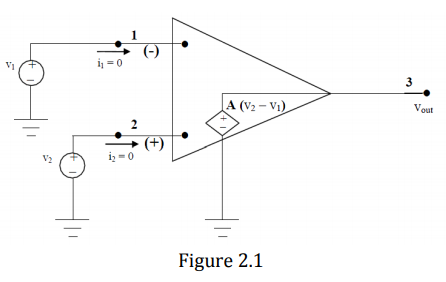 1
(-)
V₁
+
-
i₁ = 0
3
A (V₂ – V₁)
Vout
+
-
2
(+)
V₂
+
-
i₂ = 0
Figure 2.1